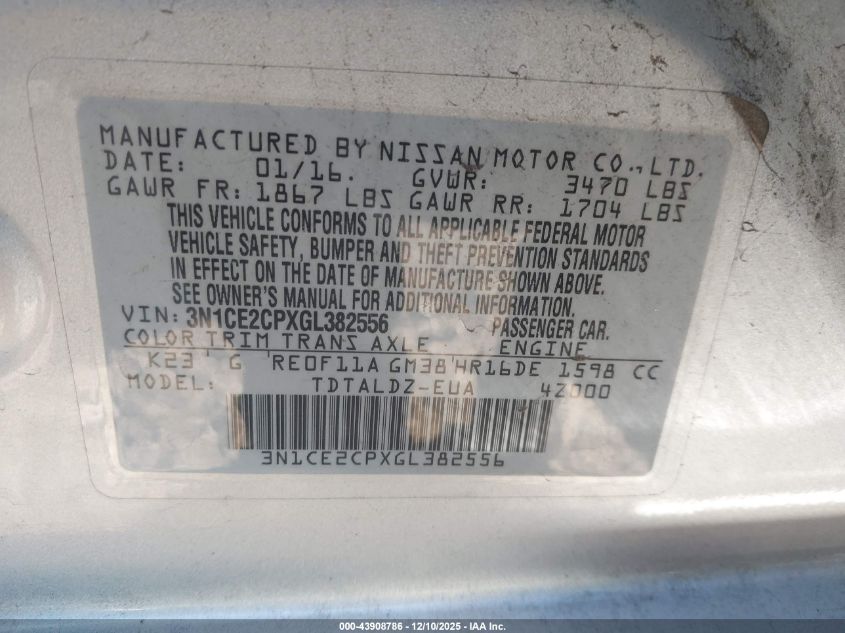 MANUFACTURED BY NISSAN MOTOR CO., LTD.
DATE: 01/16. GVWR: 3470 LBS
GAWR FR: 1867 LBS GAWR RR: 1704 LBS
THIS VEHICLE CONFORMS TO ALL APPLICABLE FEDERAL MOTOR
VEHICLE SAFETY, BUMPER AND THEFT PREVENTION STANDARDS
IN EFFECT ON THE DATE OF MANUFACTURE SHOWN ABOVE.
SEE OWNER'S MANUAL FOR ADDITIONAL INFORMATION.
VIN: 3N1CE2CPXGL382556 PASSENGER CAR.
COLOR TRIM TRANS AXLE ENGINE
K23 G RE0F11A GM38 HR16DE 1598 CC
MODEL: TDTALDZ-EUA 42000
3N1CE2CPXGL382556
000-43908786 - 12/10/2025 - IAA Inc.